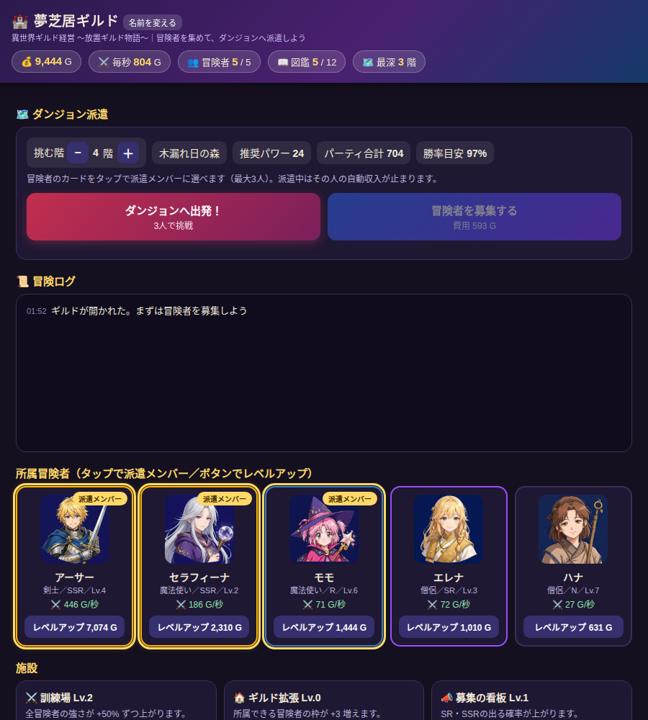 🏰 夢芝居ギルド 名前を変える
異世界ギルド経営 〜放置ギルド物語〜｜冒険者を集めて、ダンジョンへ派遣しよう
💰 9,444 G ⚔️ 毎秒 804 G 👥 冒険者 5 / 5 📖 図鑑 5 / 12 🗺️ 最深 3 階
🗺️ ダンジョン派遣
挑む階 − 4 階 ＋ 木漏れ日の森 推奨パワー 24 パーティ合計 704 勝率目安 97%
冒険者のカードをタップで派遣メンバーに選べます（最大3人）。派遣中はその人の自動収入が止まります。
ダンジョンへ出発！
3人で挑戦
冒険者を募集する
費用 593 G
📜 冒険ログ
01:52 ギルドが開かれた。まずは冒険者を募集しよう
所属冒険者（タップで派遣メンバー／ボタンでレベルアップ）
派遣メンバー
アーサー
剣士／SSR／Lv.4
⚔️ 446 G/秒
レベルアップ 7,074 G
派遣メンバー
セラフィーナ
魔法使い／SSR／Lv.2
⚔️ 186 G/秒
レベルアップ 2,310 G
派遣メンバー
モモ
魔法使い／R／Lv.6
⚔️ 71 G/秒
レベルアップ 1,444 G
エレナ
僧侶／SR／Lv.3
⚔️ 72 G/秒
レベルアップ 1,010 G
ハナ
僧侶／N／Lv.7
⚔️ 27 G/秒
レベルアップ 631 G
施設
⚔️ 訓練場 Lv.2
全冒険者の強さが +50% ずつ上がります。
🏠 ギルド拡張 Lv.0
所属できる冒険者の枠が +3 増えます。
📣 募集の看板 Lv.1
SR・SSRの出る確率が上がります。